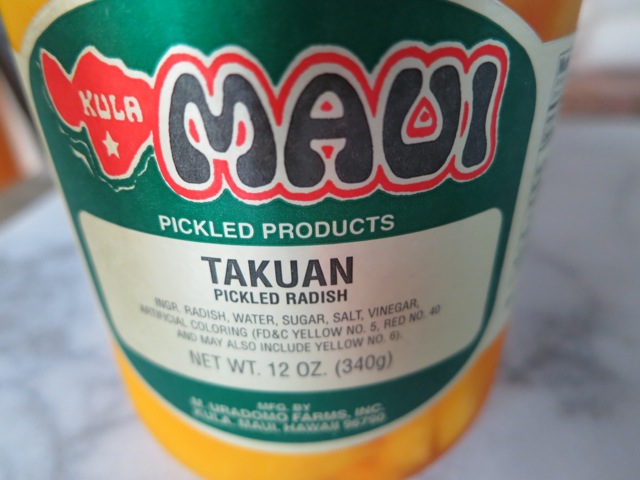 KULA
MAUI
PICKLED PRODUCTS
TAKUAN
PICKLED RADISH
INGR. RADISH, WATER, SUGAR, SALT, VINEGAR,
ARTIFICIAL COLORING (FD&C YELLOW NO. 5, RED NO. 40
AND MAY ALSO INCLUDE YELLOW NO. 6).
NET WT. 12 OZ. (340g)
MFG. BY
M. URADOMO FARMS, INC.
KULA, MAUI, HAWAII 96790